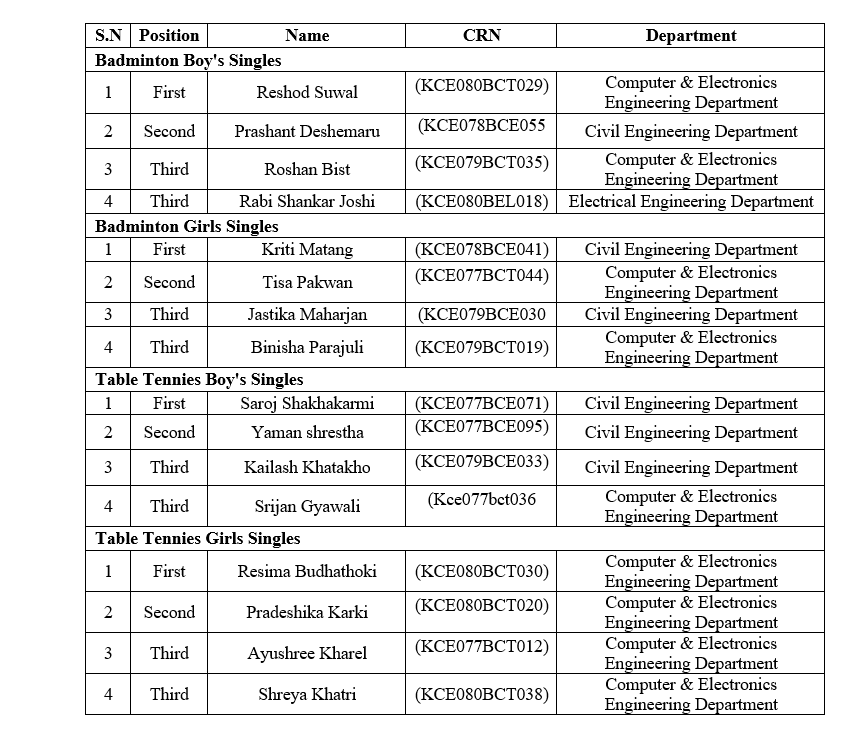 S.N Position Name CRN Department
Badminton Boy's Singles
1 First Reshod Suwal (KCE080BCT029) Computer & Electronics
Engineering Department
2 Second Prashant Deshemaru (KCE078BCE055 Civil Engineering Department
3 Third Roshan Bist (KCE079BCT035) Computer & Electronics
Engineering Department
4 Third Rabi Shankar Joshi (KCE080BEL018) Electrical Engineering Department
Badminton Girls Singles
1 First Kriti Matang (KCE078BCE041) Civil Engineering Department
2 Second Tisa Pakwan (KCE077BCT044) Computer & Electronics
Engineering Department
3 Third Jastika Maharjan (KCE079BCE030 Civil Engineering Department
4 Third Binisha Parajuli (KCE079BCT019) Computer & Electronics
Engineering Department
Table Tennies Boy's Singles
1 First Saroj Shakhakarmi (KCE077BCE071) Civil Engineering Department
2 Second Yaman shrestha (KCE077BCE095) Civil Engineering Department
3 Third Kailash Khatakho (KCE079BCE033) Civil Engineering Department
4 Third Srijan Gyawali (Kce077bct036 Computer & Electronics
Engineering Department
Table Tennies Girls Singles
1 First Resima Budhathoki (KCE080BCT030) Computer & Electronics
Engineering Department
2 Second Pradeshika Karki (KCE080BCT020) Computer & Electronics
Engineering Department
3 Third Ayushree Kharel (KCE077BCT012) Computer & Electronics
Engineering Department
4 Third Shreya Khatri (KCE080BCT038) Computer & Electronics
Engineering Department